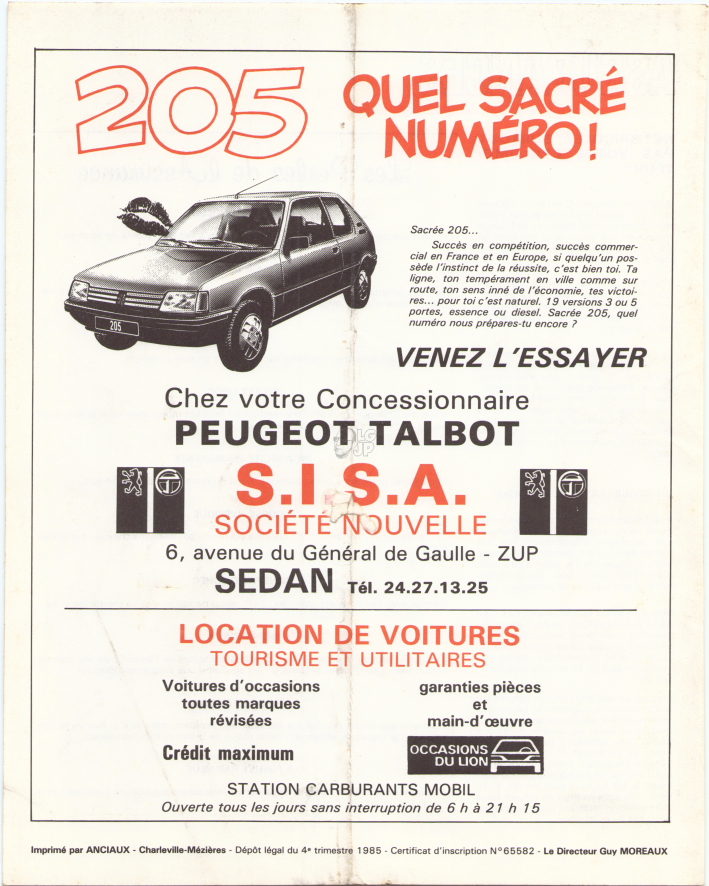 205
QUEL SACRÉ
NUMÉRO!
Sacrée 205...
Succès en compétition, succès commer-
cial en France et en Europe, si quelqu'un pos-
sède l'instinct de la réussite, c'est bien toi. Ta
ligne, ton tempérament en ville comme sur
route, ton sens inné de l'économie, tes victoi-
res... pour toi c'est naturel. 19 versions 3 ou 5
portes, essence ou diesel. Sacrée 205, quel
numéro nous prépares-tu encore ?
205
VENEZ L'ESSAYER
Chez votre Concessionnaire
PEUGEOT TALBOT
S.I.S.A.
SOCIÉTÉ NOUVELLE
6, avenue du Général de Gaulle - ZUP
SEDAN Tél. 24.27.13.25
LOCATION DE VOITURES
TOURISME ET UTILITAIRES
Voitures d'occasions
toutes marques
révisées
garanties pièces
et
main-d'œuvre
Crédit maximum
OCCASIONS
DU LION
STATION CARBURANTS MOBIL
Ouverte tous les jours sans interruption de 6 h à 21 h 15
Imprimé par ANCIAUX - Charleville-Mézières - Dépôt légal du 4e trimestre 1985 - Certificat d'inscription N°65582 - Le Directeur Guy MOREAUX